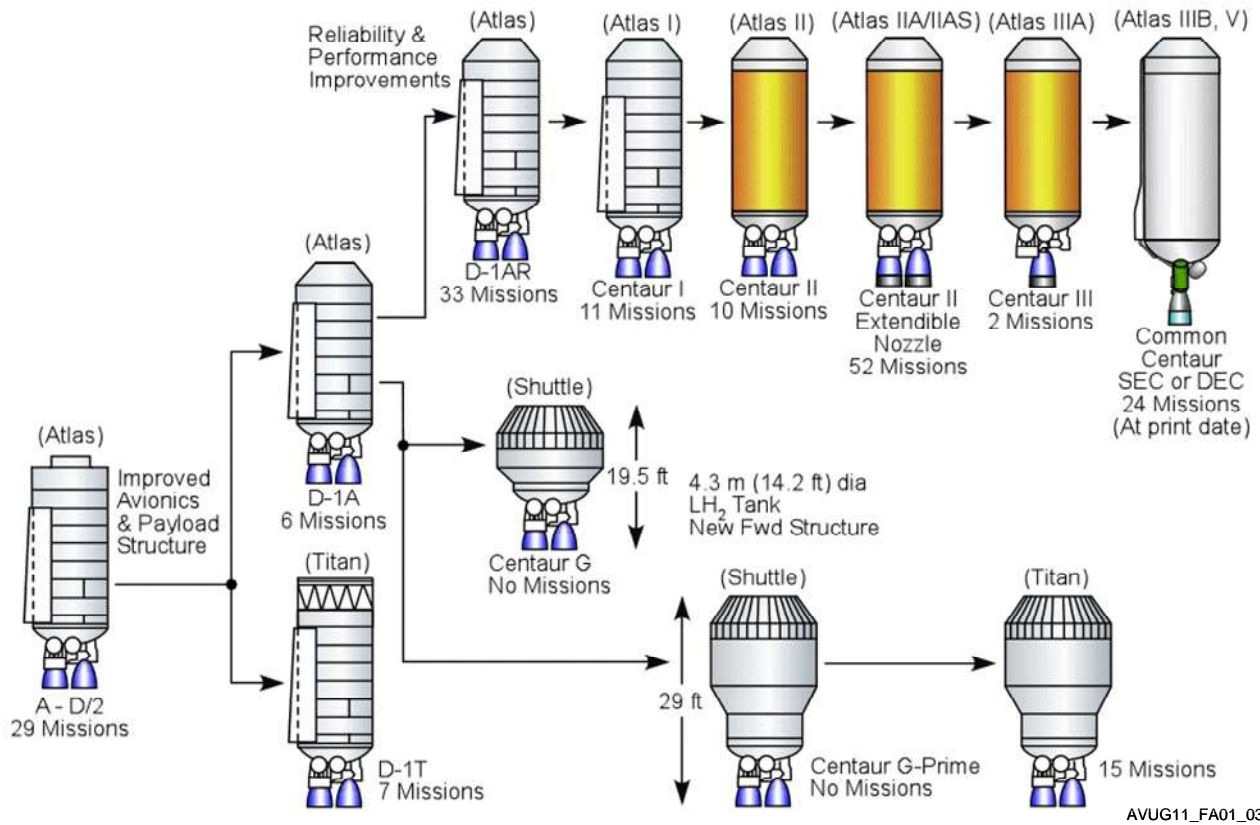 (Atlas)
(Atlas I)
(Atlas II)
(Atlas IIA/IIAS)
(Atlas IIIA)
(Atlas IIIB, V)
Reliability &
Performance
Improvements
D-1AR
33 Missions
Centaur I
11 Missions
Centaur II
10 Missions
Centaur II
Extendible
Nozzle
52 Missions
Centaur III
2 Missions
Common
Centaur
SEC or DEC
24 Missions
(At print date)
(Atlas)
D-1A
6 Missions
(Shuttle)
19.5 ft
4.3 m (14.2 ft) dia
LH2 Tank
New Fwd Structure
Centaur G
No Missions
(Atlas)
Improved
Avionics
& Payload
Structure
A - D/2
29 Missions
(Titan)
D-1T
7 Missions
(Shuttle)
29 ft
Centaur G-Prime
No Missions
(Titan)
15 Missions
AVUG11_FA01_03